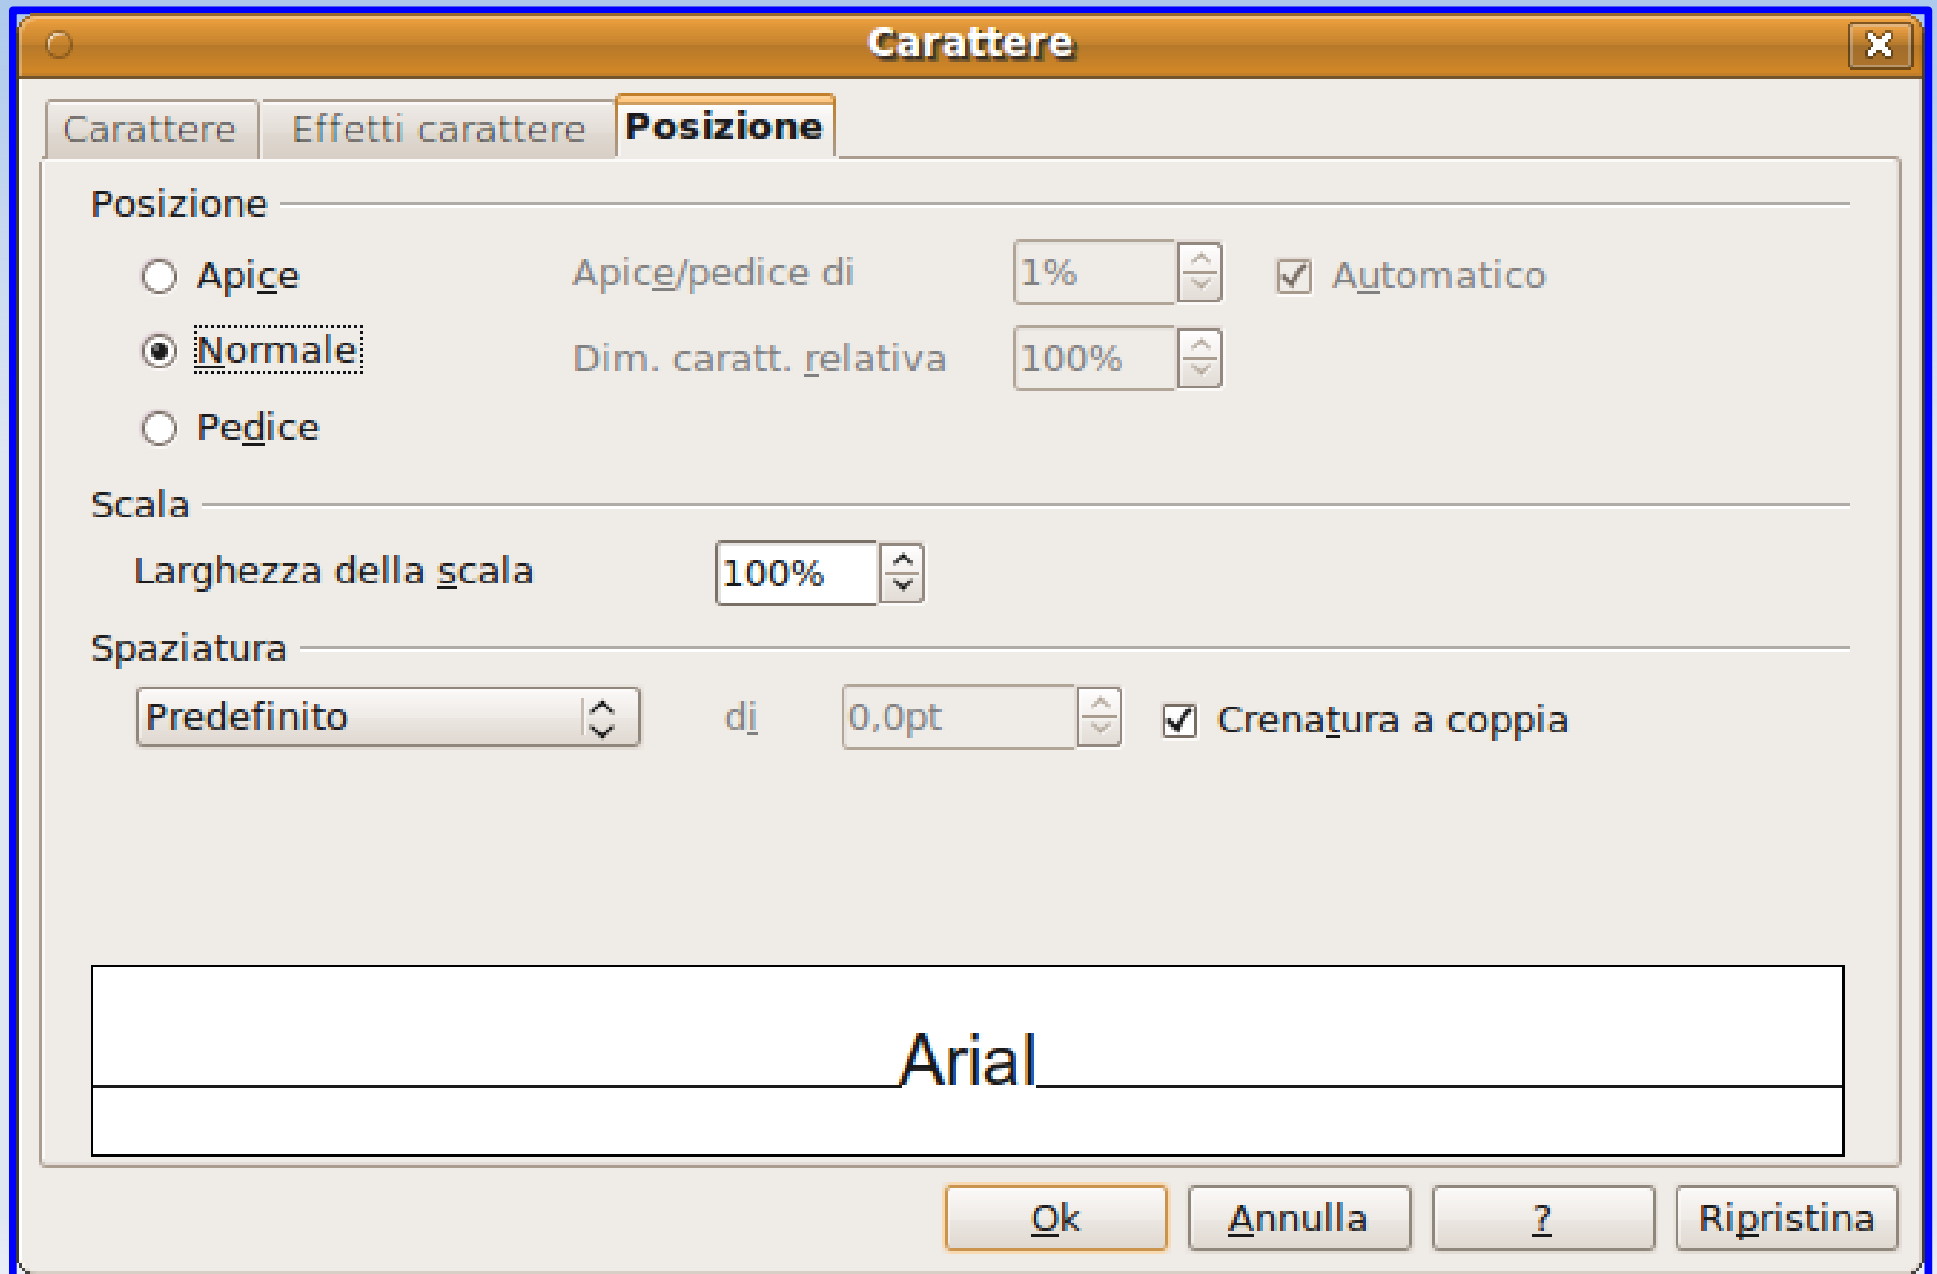 Carattere
Carattere Effetti carattere Posizione
Posizione
Apice Apice/pedice di 1% Automatico
Normale Dim. caratt. relativa 100%
Pedice
Scala
Larghezza della scala 100%
Spaziatura
Predefinito di 0,0pt Crenatura a coppia
Arial
Ok Annulla ? Ripristina